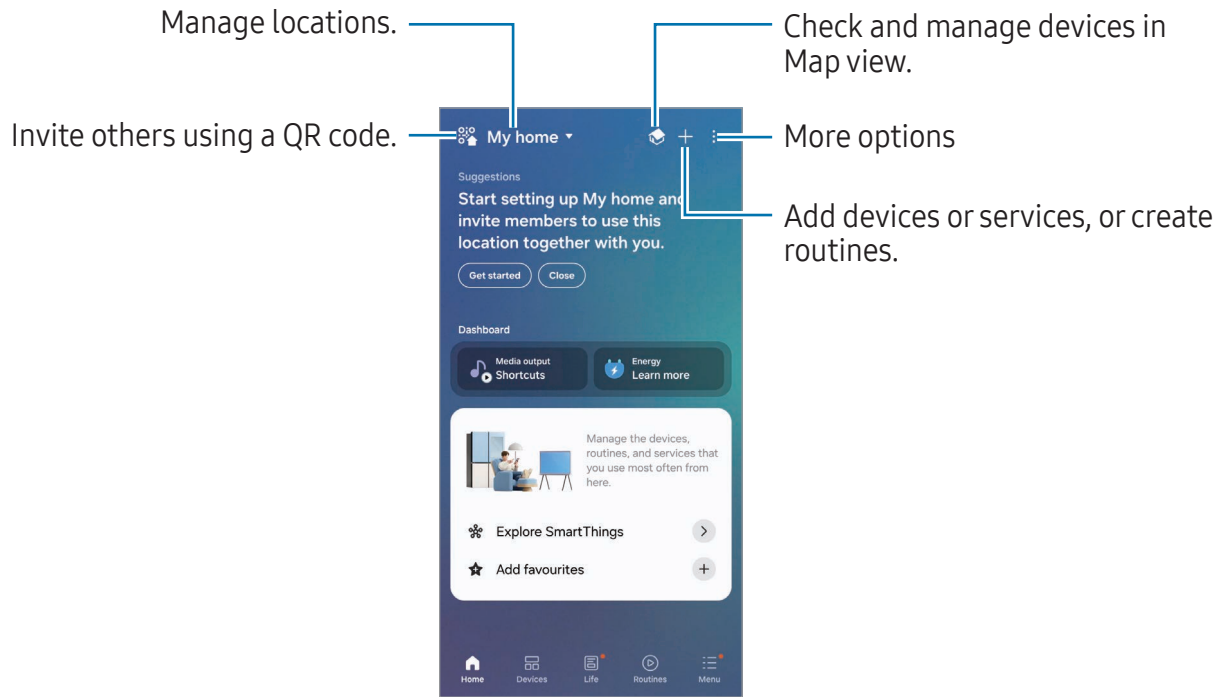 Manage locations.
Check and manage devices in
Map view.
Invite others using a QR code.
My home
More options
Add devices or services, or create
routines.
Suggestions
Start setting up My home and
invite members to use this
location together with you.
Get started
Close
Dashboard
Media output
Shortcuts
Energy
Learn more
Manage the devices,
routines, and services that
you use most often from
here.
Explore SmartThings
Add favourites
Home
Devices
Life
Routines
Menu